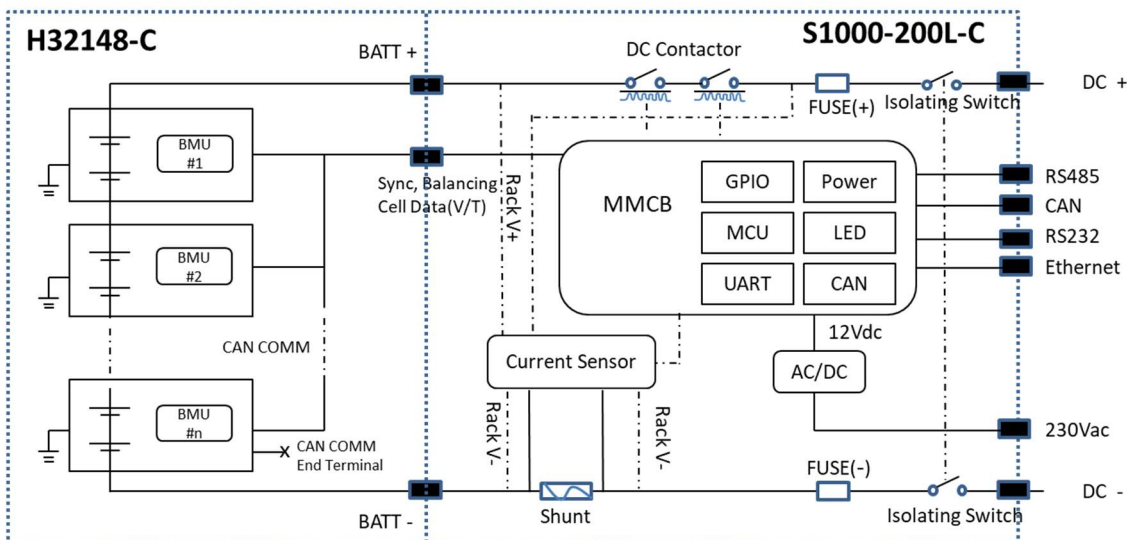 H32148-C
S1000-200L-C
BATT +
DC Contactor
FUSE(+)
Isolating Switch
DC +
BMU
#1
Sync, Balancing
Cell Data(V/T)
Rack V+
MMCB
GPIO
Power
MCU
LED
UART
CAN
RS485
CAN
RS232
Ethernet
BMU
#2
CAN COMM
12Vdc
Current Sensor
AC/DC
BMU
#n
CAN COMM
End Terminal
Rack V-
Rack V-
230Vac
FUSE(-)
BATT -
Shunt
Isolating Switch
DC -